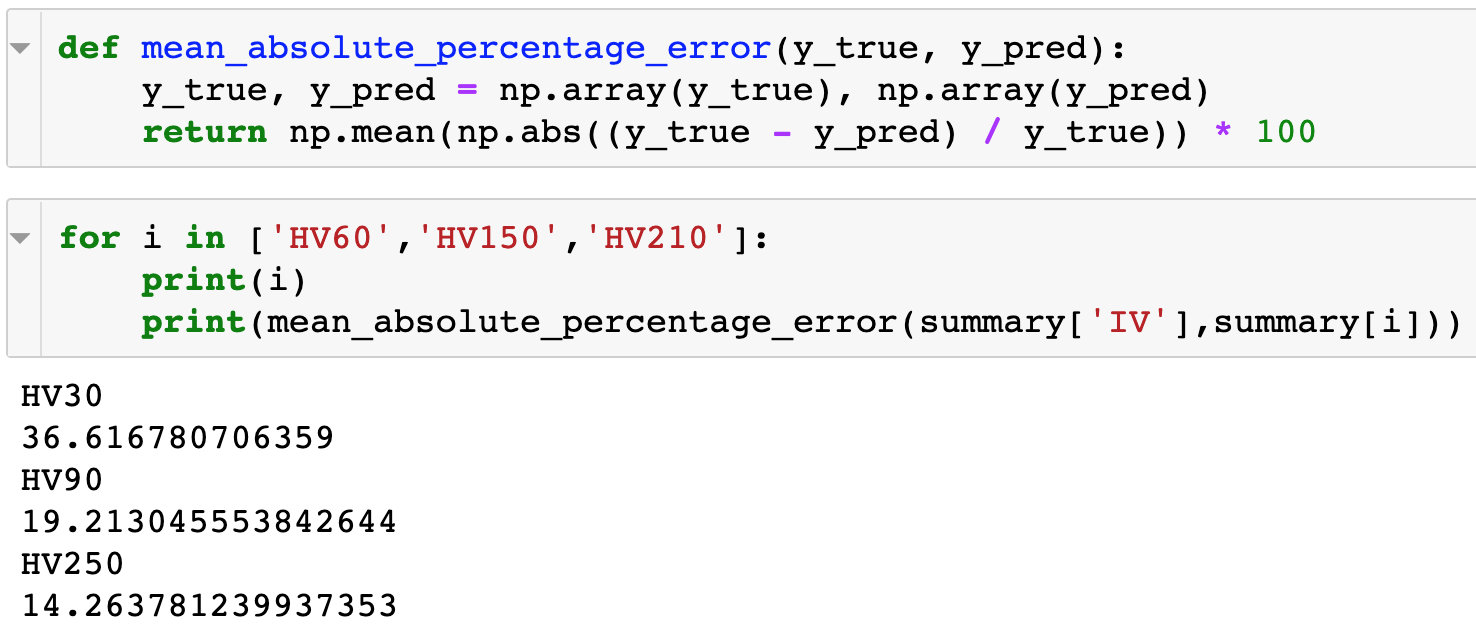 def mean_absolute_percentage_error(y_true, y_pred):
    y_true, y_pred = np.array(y_true), np.array(y_pred)
    return np.mean(np.abs((y_true - y_pred) / y_true)) * 100
for i in ['HV60','HV150','HV210']:
    print(i)
    print(mean_absolute_percentage_error(summary['IV'],summary[i]))
HV30
36.616780706359
HV90
19.213045553842644
HV250
14.263781239937353